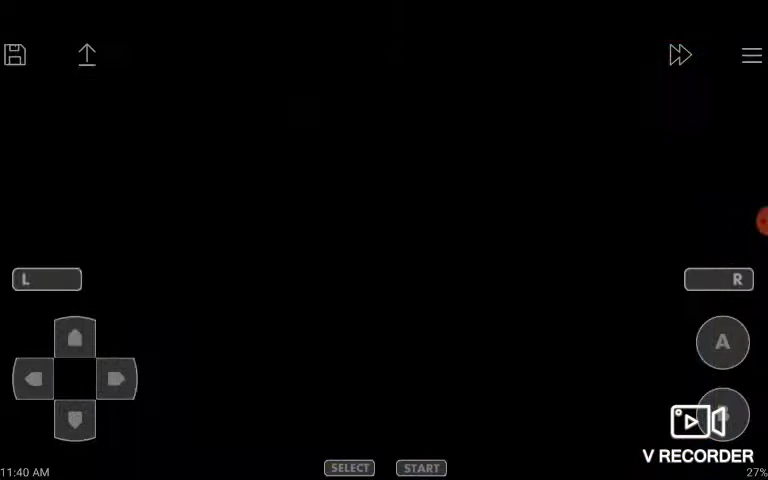 L
R
A
SELECT
START
V RECORDER
11:40 AM
27%